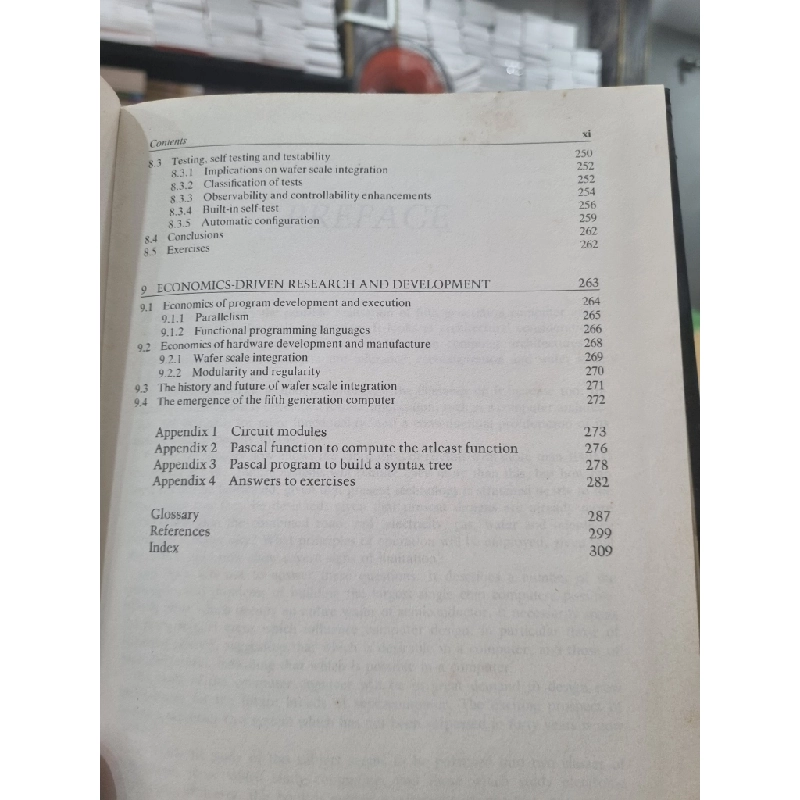 Contents xi
8.3 Testing, self testing and testability 250
8.3.1 Implications on wafer scale integration 252
8.3.2 Classification of tests 252
8.3.3 Observability and controllability enhancements 254
8.3.4 Built-in self-test 256
8.3.5 Automatic configuration 259
8.4 Conclusions 262
8.5 Exercises 262
9 ECONOMICS-DRIVEN RESEARCH AND DEVELOPMENT 263
9.1 Economics of program development and execution 264
9.1.1 Parallelism 265
9.1.2 Functional programming languages 266
9.2 Economics of hardware development and manufacture 268
9.2.1 Wafer scale integration 269
9.2.2 Modularity and regularity 270
9.3 The history and future of wafer scale integration 271
9.4 The emergence of the fifth generation computer 272
Appendix 1 Circuit modules 273
Appendix 2 Pascal function to compute the atleast function 276
Appendix 3 Pascal program to build a syntax tree 278
Appendix 4 Answers to exercises 282
Glossary 287
References 299
Index 309